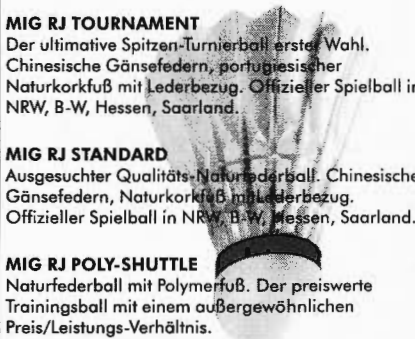 MIG RJ TOURNAMENT
Der ultimative Spitzen-Turnierball erster Wahl.
Chinesische Gänsefedern, portugiesischer
Naturkorkfuß mit Lederbezug. Offizieller Spielball in
NRW, B-W, Hessen, Saarland.
MIG RJ STANDARD
Ausgesuchter Qualitäts-Naturfederball. Chinesische
Gänsefedern, Naturkorkfuß mit Lederbezug.
Offizieller Spielball in NRW, B-W, Hessen, Saarland.
MIG RJ POLY-SHUTTLE
Naturfederball mit Polymerfuß. Der preiswerte
Trainingsball mit einem außergewöhnlichen
Preis/Leistungs-Verhältnis.